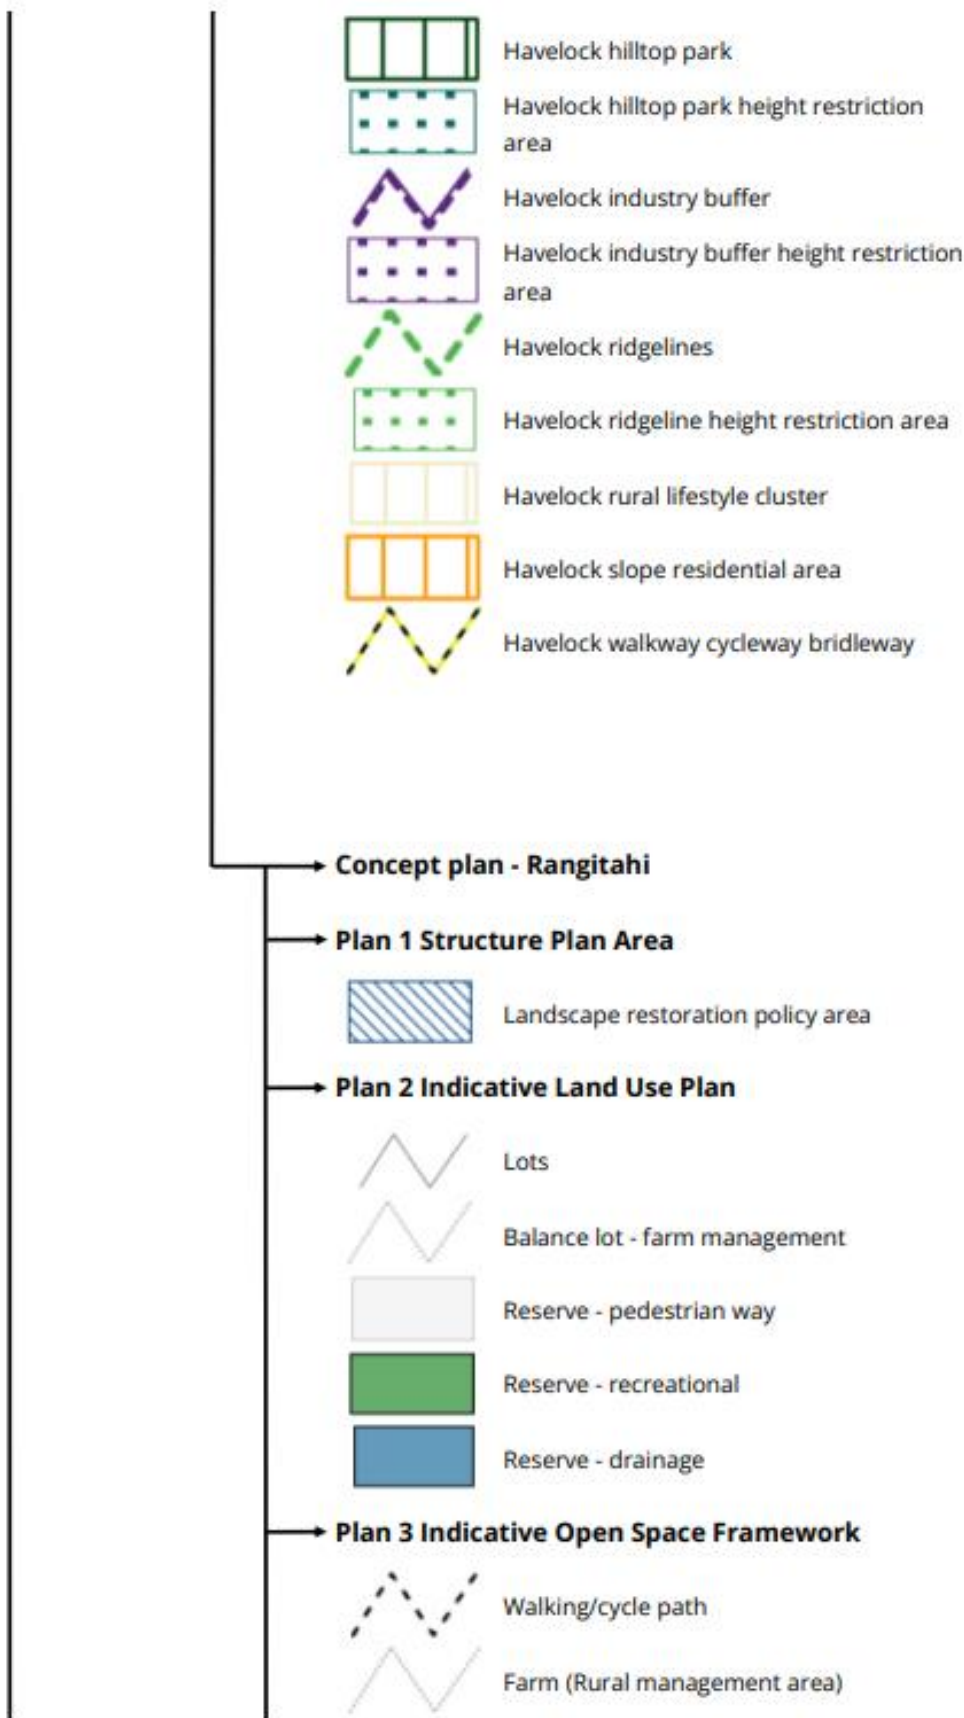 Havelock hilltop park
Havelock hilltop park height restriction
area
Havelock industry buffer
Havelock industry buffer height restriction
area
Havelock ridgelines
Havelock ridgeline height restriction area
Havelock rural lifestyle cluster
Havelock slope residential area
Havelock walkway cycleway bridleway
Concept plan - Rangitahi
Plan 1 Structure Plan Area
Landscape restoration policy area
Plan 2 Indicative Land Use Plan
Lots
Balance lot - farm management
Reserve - pedestrian way
Reserve - recreational
Reserve - drainage
Plan 3 Indicative Open Space Framework
Walking/cycle path
Farm (Rural management area)